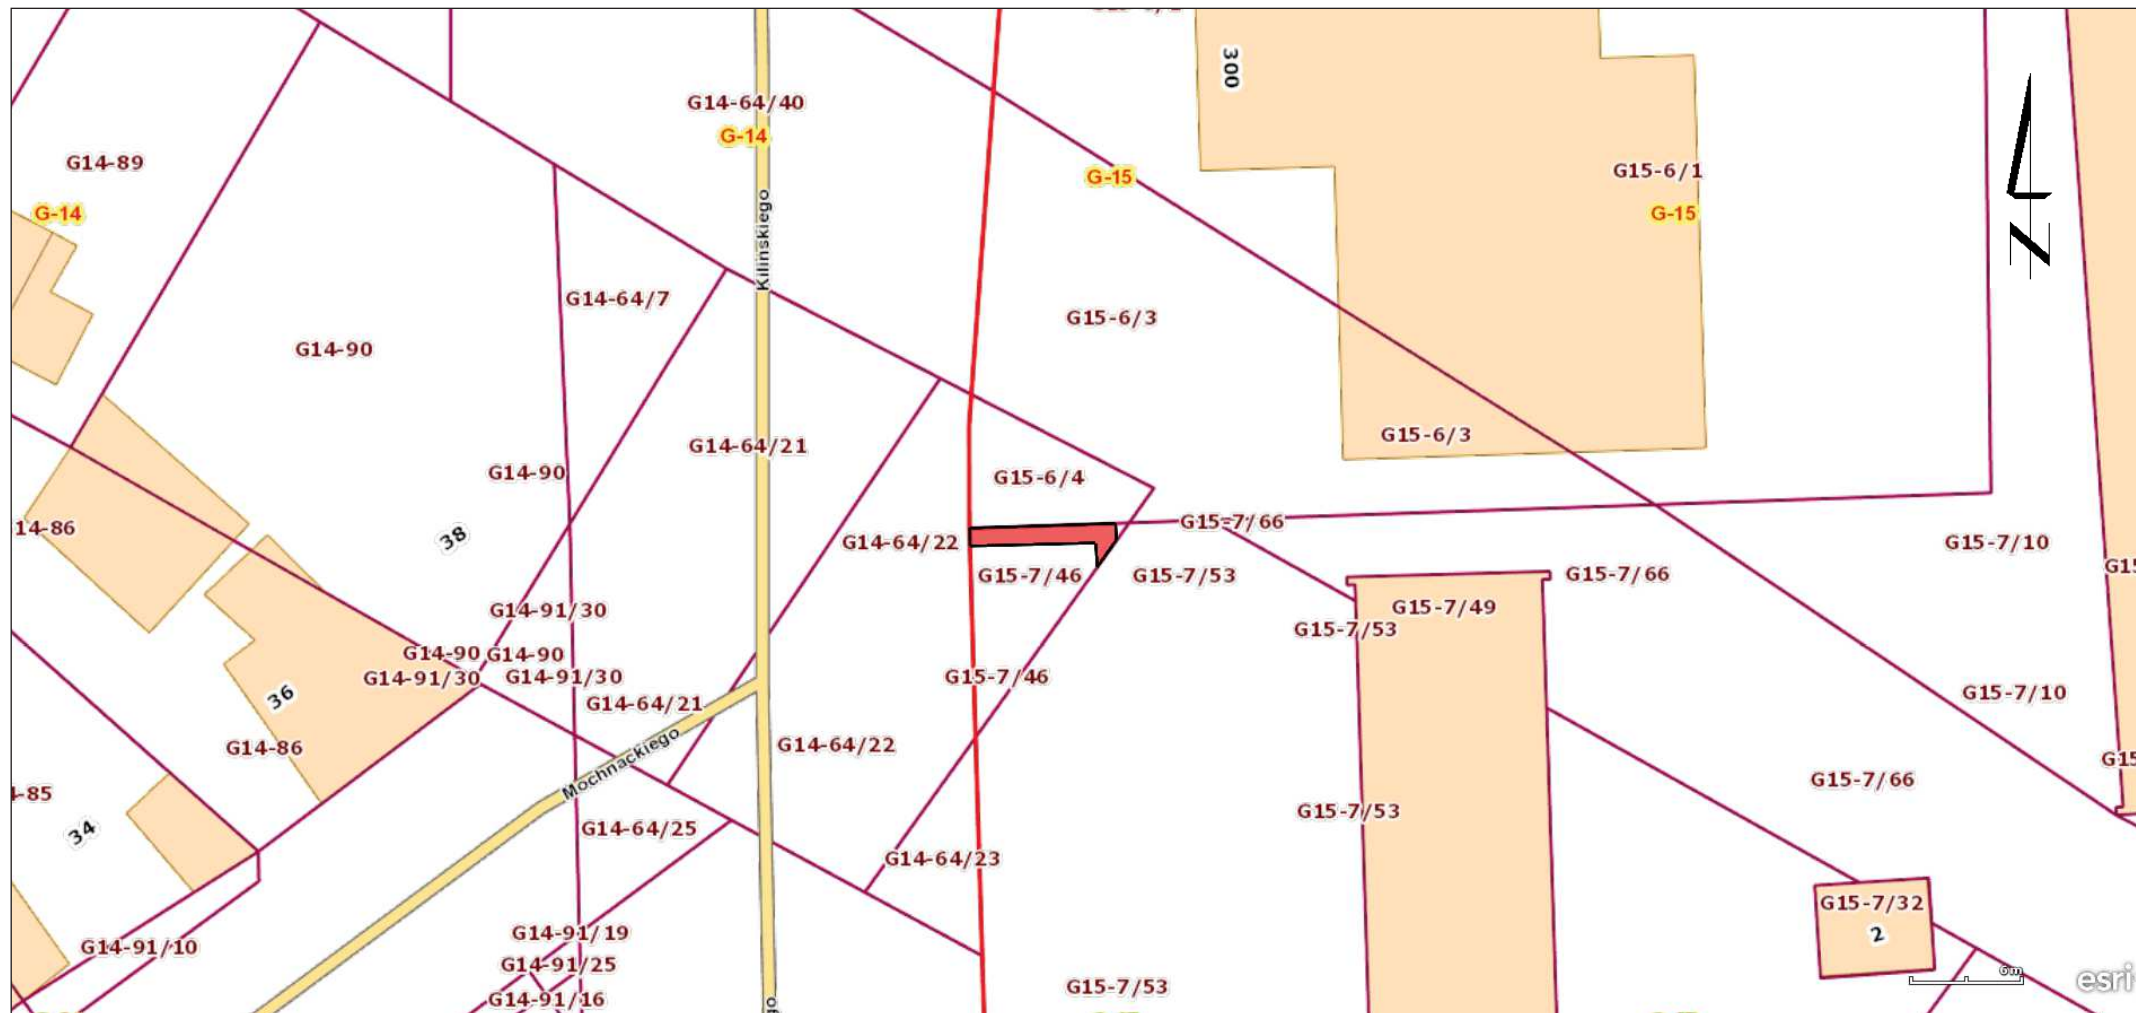 300
G14-64/40
G-14
G14-89
G15-6/1
G-15
G-14
G-15
Kilińskiego
N
G14-64/7
G15-6/3
G14-90
G14-64/21
G15-6/3
G14-90
G15-6/4
14-86
38
G14-64/22
G15-7/66
G15-7/10
G15-7/46
G15-7/53
G15-7/66
G15
G14-91/30
G15-7/49
G15-7/53
G14-90
G14-90
G14-91/30
G14-91/30
G15-7/46
G15-7/10
36
G14-64/21
G14-86
Mochnackiego
G14-64/22
G15
-85
G15-7/66
34
G14-64/25
G15-7/53
G14-64/23
G15-7/32
2
G14-91/10
G14-91/19
G14-91/25
G14-91/16
G15-7/53
6m
esri
go